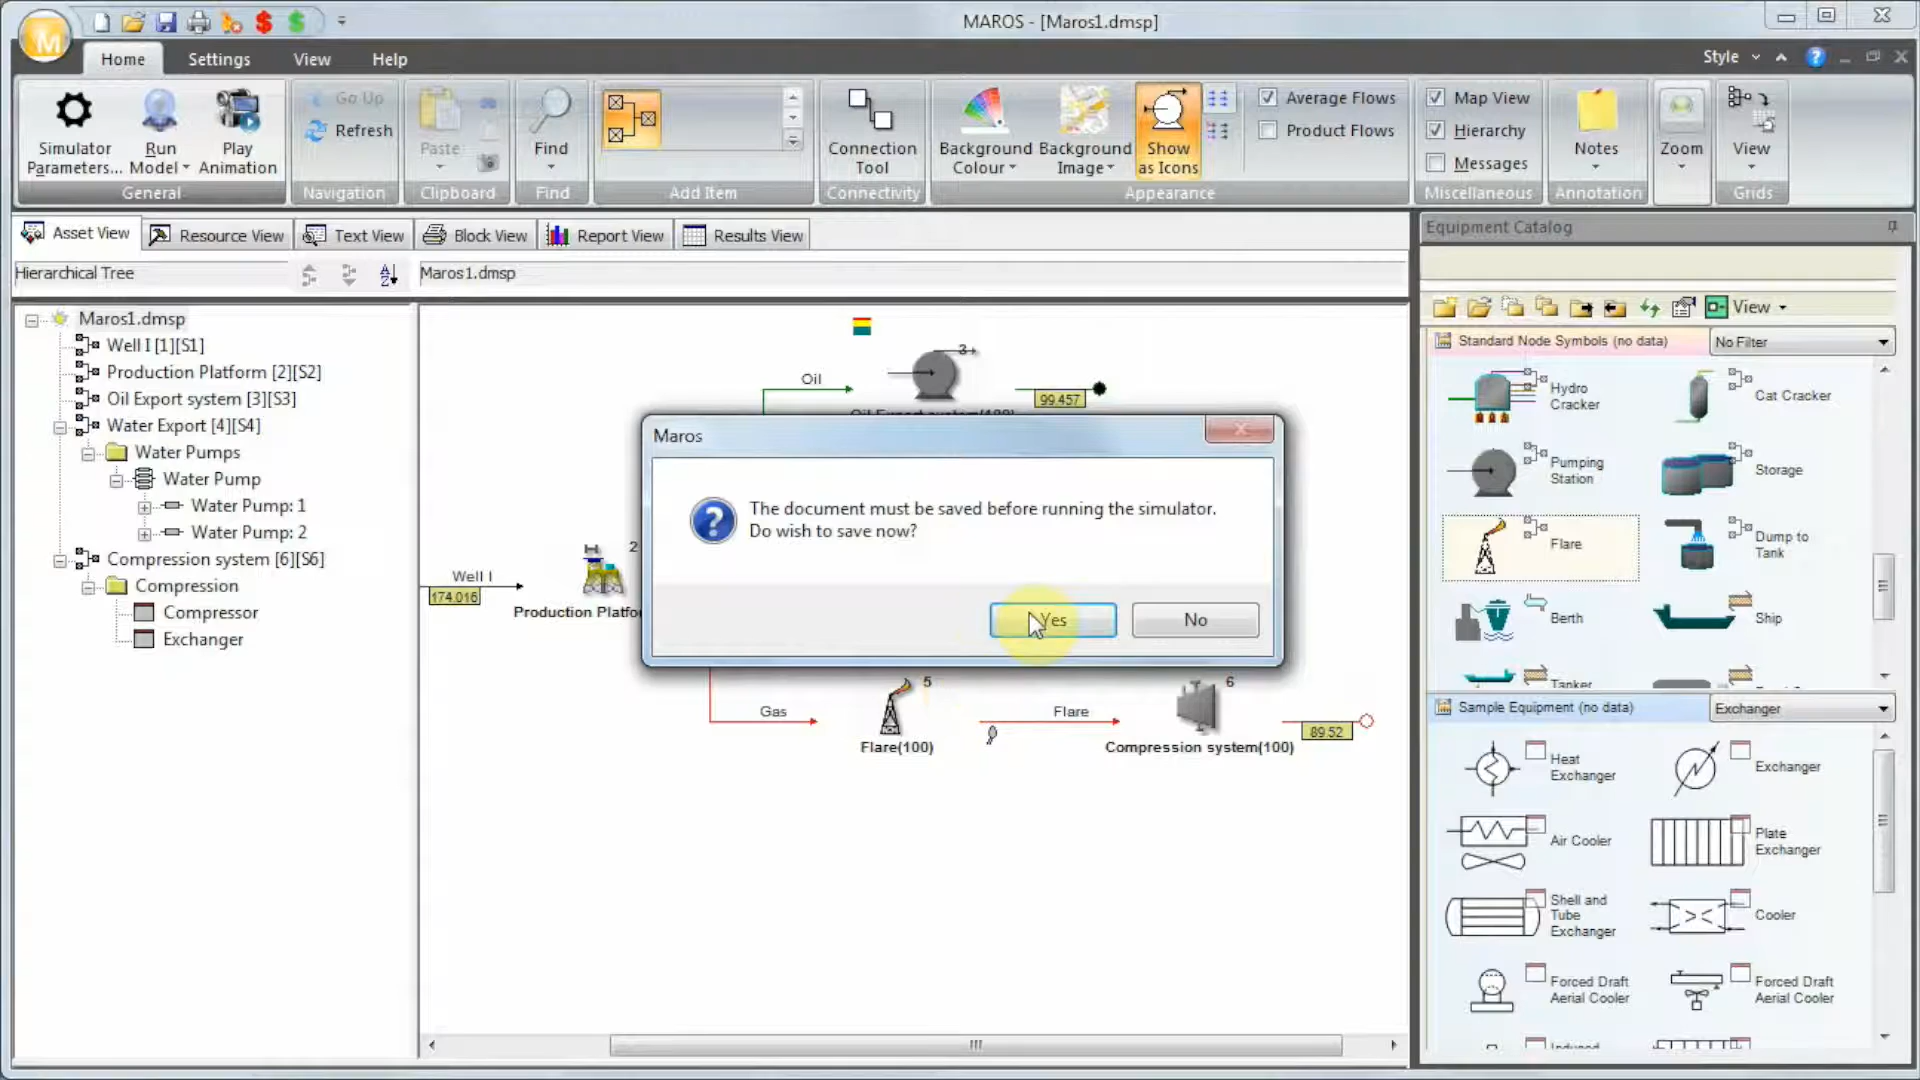 MAROS - [Maros1.dmsp]
M
Home
Settings
View
Help
Style
Simulator
Parameters...
Run
Model
Play
Animation
General
Go Up
Refresh
Navigation
Paste
Clipboard
Find
Find
Add Item
Connection
Tool
Connectivity
Background
Colour
Background
Image
Show
as Icons
Average Flows
Product Flows
Appearance
Map View
Hierarchy
Messages
Miscellaneous
Notes
Annotation
Zoom
View
Grids
Asset View
Resource View
Text View
Block View
Report View
Results View
Hierarchical Tree
Maros1.dmsp
Maros1.dmsp
Well I [1][S1]
Production Platform [2][S2]
Oil Export system [3][S3]
Water Export [4][S4]
Water Pumps
Water Pump
Water Pump: 1
Water Pump: 2
Compression system [6][S6]
Compression
Compressor
Exchanger
Oil
3
99.457
Well I
174.016
2
Production Platfo
Maros
The document must be saved before running the simulator.
Do wish to save now?
Yes
No
Gas
5
Flare(100)
Flare
6
Compression system(100)
89.52
Equipment Catalog
View
Standard Node Symbols (no data)
No Filter
Hydro
Cracker
Cat Cracker
Pumping
Station
Storage
Flare
Dump to
Tank
Berth
Ship
Tanker
Sample Equipment (no data)
Exchanger
Heat
Exchanger
Exchanger
Air Cooler
Plate
Exchanger
Shell and
Tube
Exchanger
Cooler
Forced Draft
Aerial Cooler
Forced Draft
Aerial Cooler